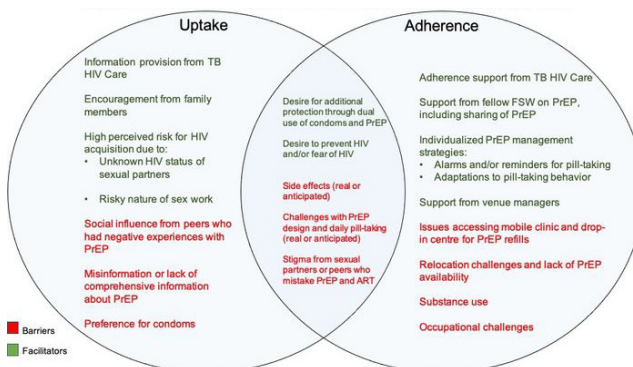 Uptake
Adherence
Information provision from TB
HIV Care
Encouragement from family
members
High perceived risk for HIV
acquisition due to:
• Unknown HIV status of
sexual partners
• Risky nature of sex work
Social influence from peers who
had negative experiences with
PrEP
Misinformation or lack of
comprehensive information
about PrEP
Preference for condoms
Desire for additional
protection through dual
use of condoms and PrEP
Desire to prevent HIV
and/or fear of HIV
Side effects (real or
anticipated)
Challenges with PrEP
design and daily pill-taking
(real or anticipated)
Stigma from sexual
partners or peers who
mistake PrEP and ART
Adherence support from TB HIV Care
Support from fellow FSW on PrEP,
including sharing of PrEP
Individualized PrEP management
strategies:
• Alarms and/or reminders for pill-taking
• Adaptations to pill-taking behavior
Support from venue managers
Issues accessing mobile clinic and drop-
in centre for PrEP refills
Relocation challenges and lack of PrEP
availability
Substance use
Occupational challenges
Barriers
Facilitators